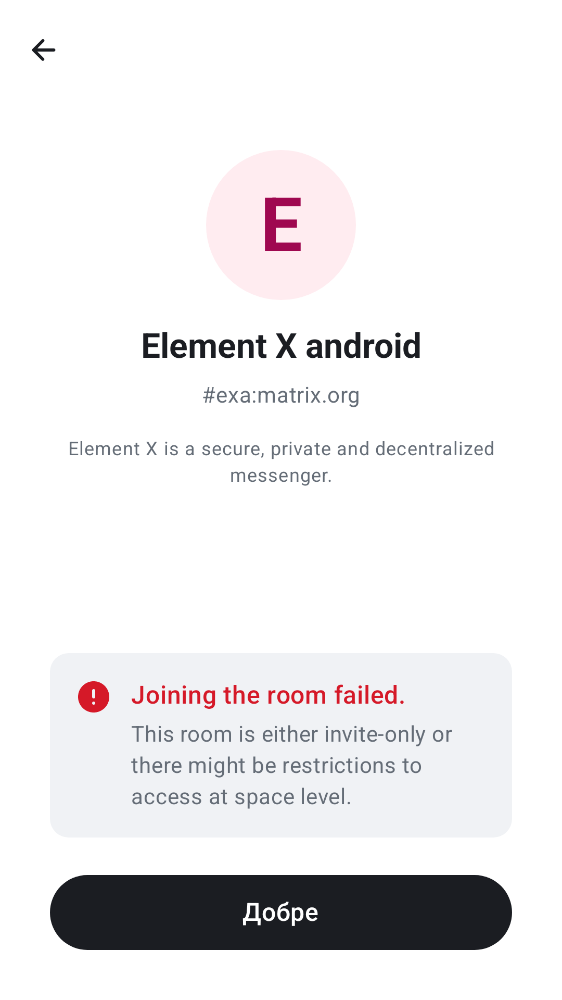 E
Element X android
#exa:matrix.org
Element X is a secure, private and decentralized
messenger.
Joining the room failed.
This room is either invite-only or
there might be restrictions to
access at space level.
Добре